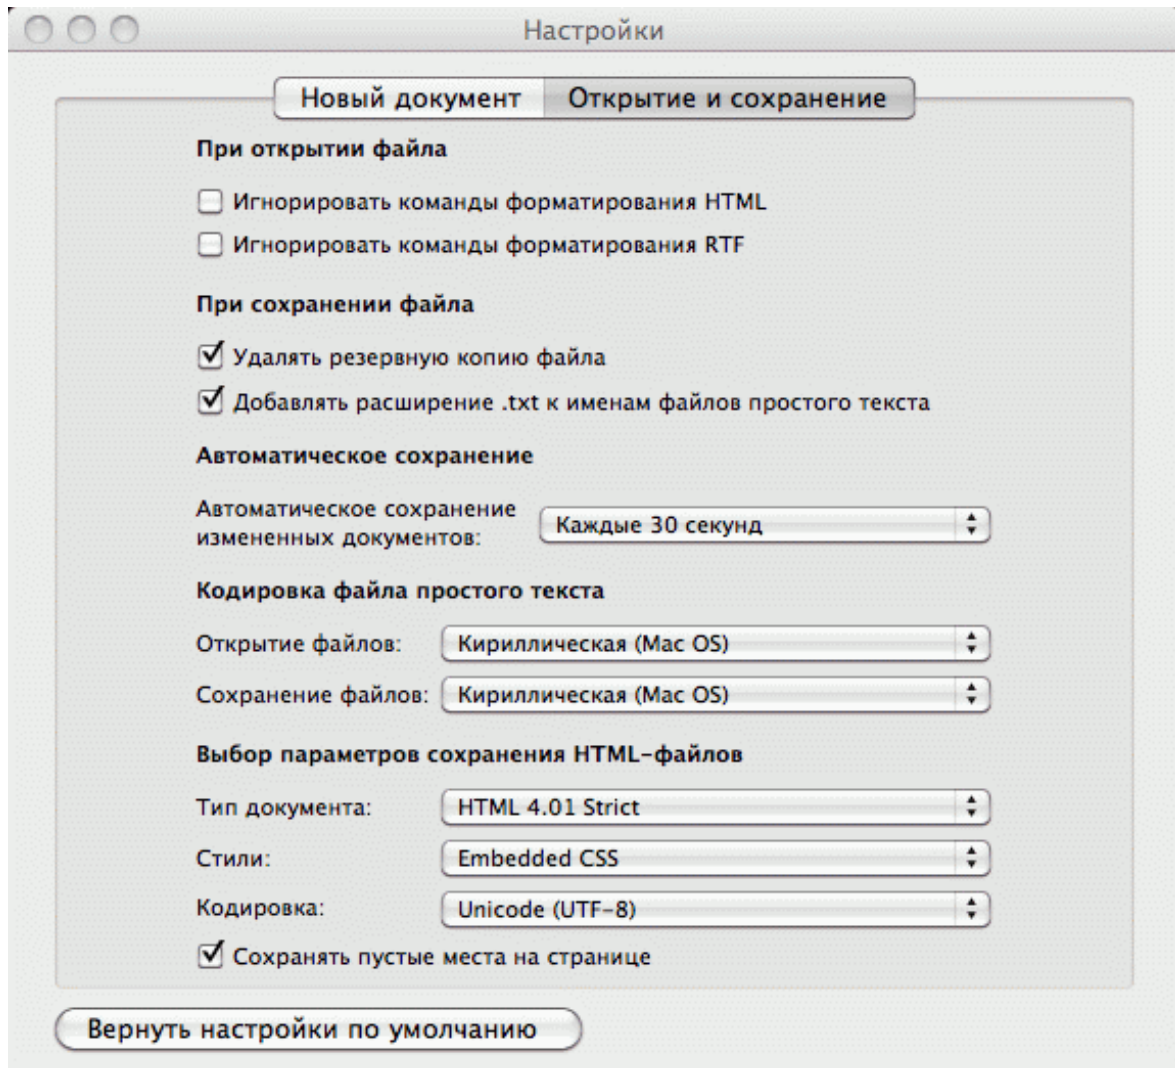 Настройки
Новый документ Открытие и сохранение
При открытии файла
Игнорировать команды форматирования HTML
Игнорировать команды форматирования RTF
При сохранении файла
Удалять резервную копию файла
Добавлять расширение .txt к именам файлов простого текста
Автоматическое сохранение
Автоматическое сохранение
измененных документов: Каждые 30 секунд
Кодировка файла простого текста
Открытие файлов: Кириллическая (Mac OS)
Сохранение файлов: Кириллическая (Mac OS)
Выбор параметров сохранения HTML-файлов
Тип документа: HTML 4.01 Strict
Стили: Embedded CSS
Кодировка: Unicode (UTF-8)
Сохранять пустые места на странице
Вернуть настройки по умолчанию